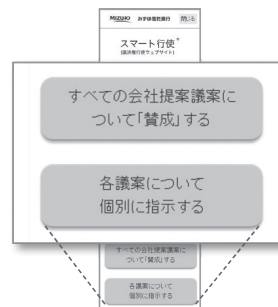 MIZUHO みずほ信託銀行 閉じる
スマート行使®
【議決権行使ウェブサイト】
すべての会社提案議案に
ついて「賛成」する
各議案について
個別に指示する
すべての会社提案議案に
ついて「賛成」する
各議案について
個別に指示する